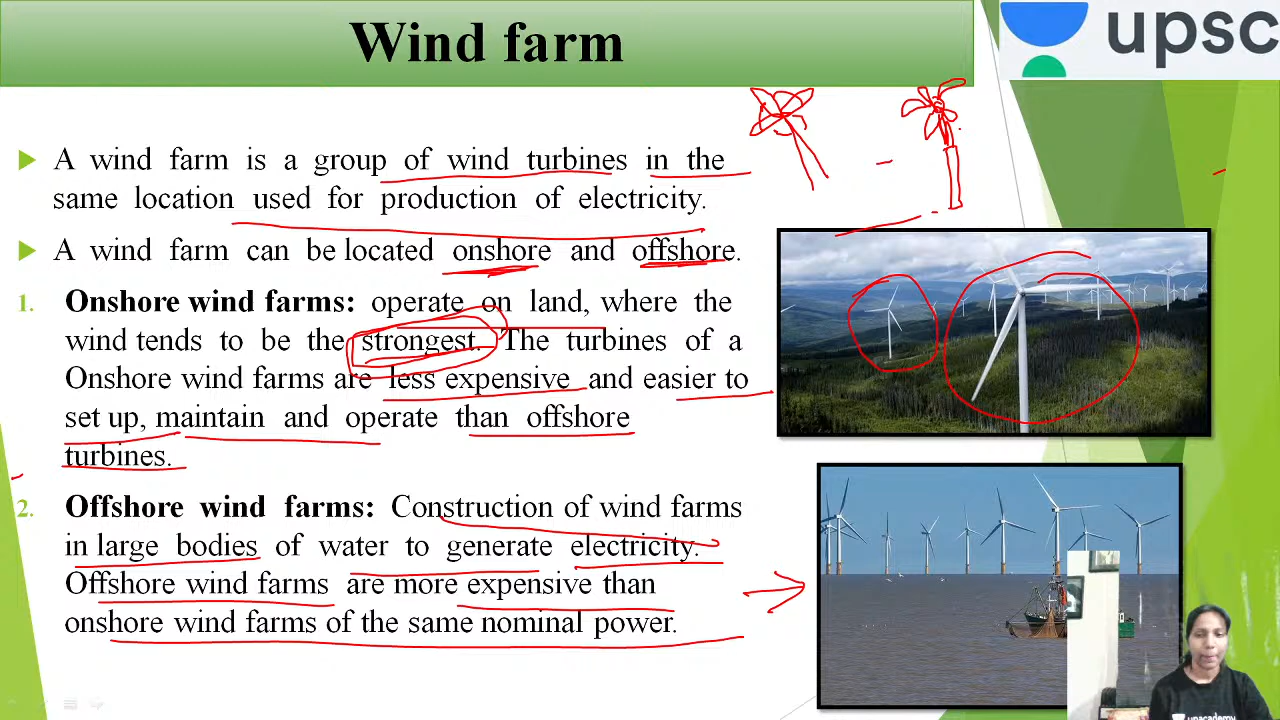 Wind farm
upsc
A wind farm is a group of wind turbines in the
same location used for production of electricity.
A wind farm can be located onshore and offshore.
1. Onshore wind farms: operate on land, where the
wind tends to be the strongest. The turbines of a
Onshore wind farms are less expensive and easier to
set up, maintain and operate than offshore
turbines.
2. Offshore wind farms: Construction of wind farms
in large bodies of water to generate electricity.
Offshore wind farms are more expensive than
onshore wind farms of the same nominal power.
unacademy